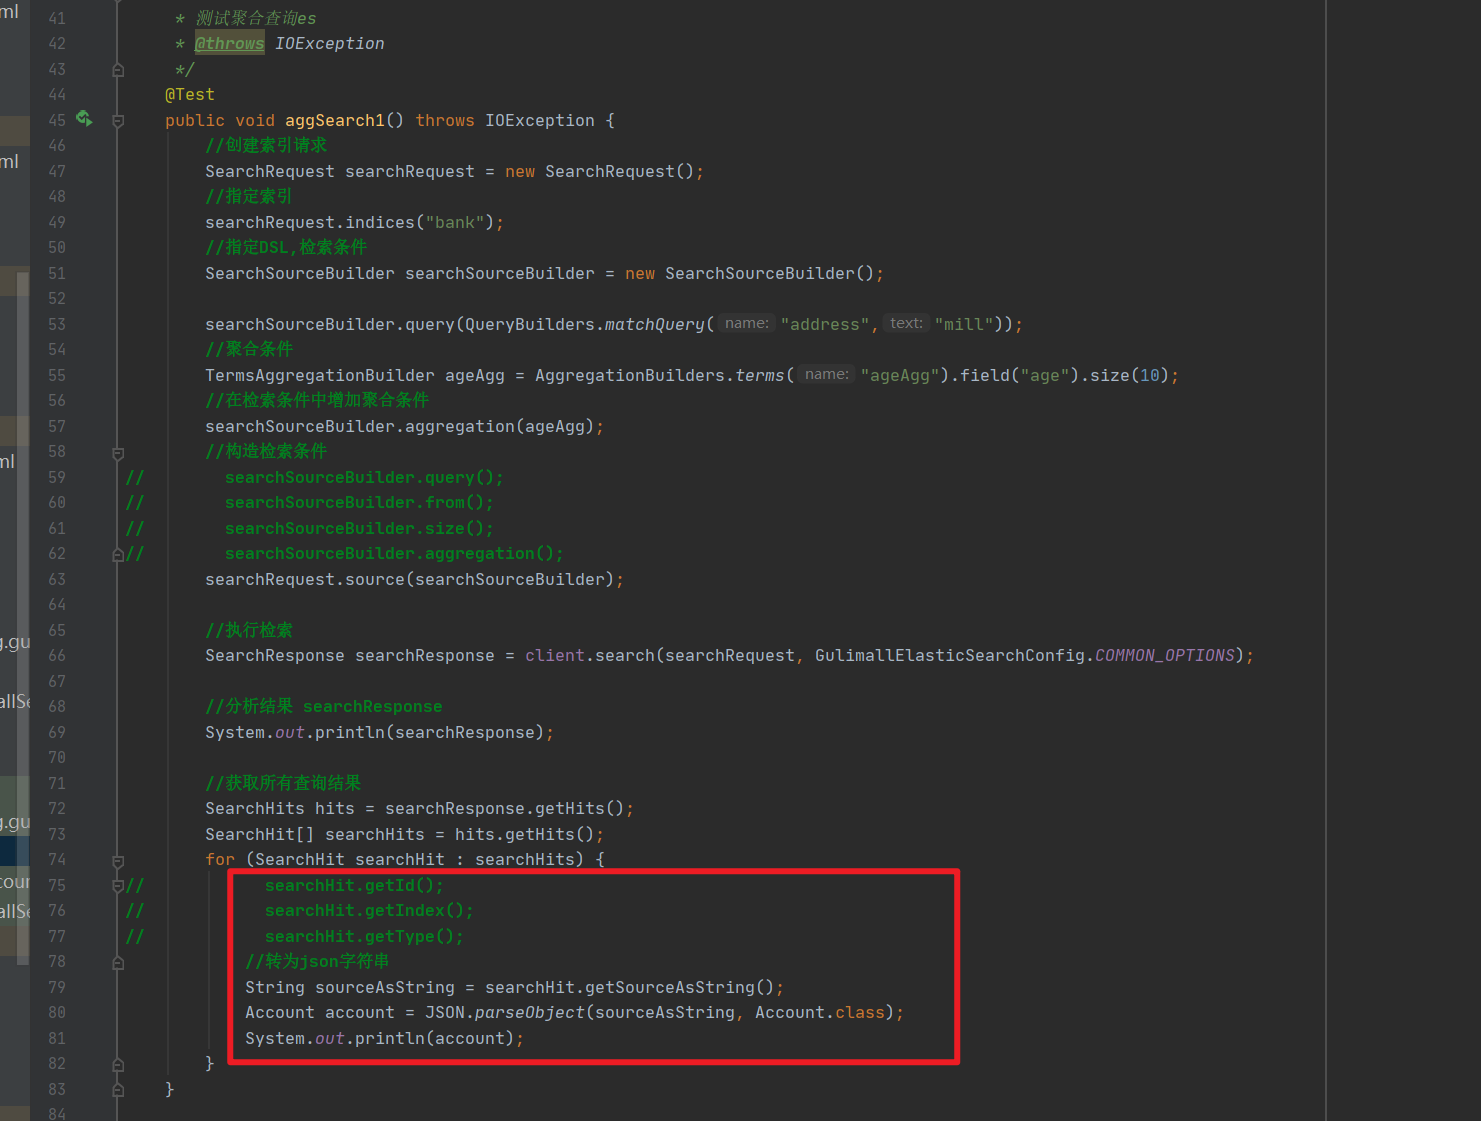 ml
41 * 测试聚合查询es
42 * @throws IOException
43 */
44 @Test
45 public void aggSearch1() throws IOException {
46 //创建索引请求
ml
47 SearchRequest searchRequest = new SearchRequest();
48 //指定索引
49 searchRequest.indices("bank");
50 //指定DSL,检索条件
51 SearchSourceBuilder searchSourceBuilder = new SearchSourceBuilder();
52
53 searchSourceBuilder.query(QueryBuilders.matchQuery( name: "address", text: "mill"));
54 //聚合条件
55 TermsAggregationBuilder ageAgg = AggregationBuilders.terms( name: "ageAgg").field("age").size(10);
56 //在检索条件中增加聚合条件
57 searchSourceBuilder.aggregation(ageAgg);
58 //构造检索条件
ml
59 // searchSourceBuilder.query();
60 // searchSourceBuilder.from();
61 // searchSourceBuilder.size();
62 // searchSourceBuilder.aggregation();
63 searchRequest.source(searchSourceBuilder);
64
65 //执行检索
g.gu
66 SearchResponse searchResponse = client.search(searchRequest, GulimallElasticSearchConfig.COMMON_OPTIONS);
67
allSe
68 //分析结果 searchResponse
69 System.out.println(searchResponse);
70
71 //获取所有查询结果
72 SearchHits hits = searchResponse.getHits();
g.gu
73 SearchHit[] searchHits = hits.getHits();
74 for (SearchHit searchHit : searchHits) {
coun
75 // searchHit.getId();
76 // searchHit.getIndex();
allSe
77 // searchHit.getType();
78 //转为json字符串
79 String sourceAsString = searchHit.getSourceAsString();
80 Account account = JSON.parseObject(sourceAsString, Account.class);
81 System.out.println(account);
82 }
83 }
84